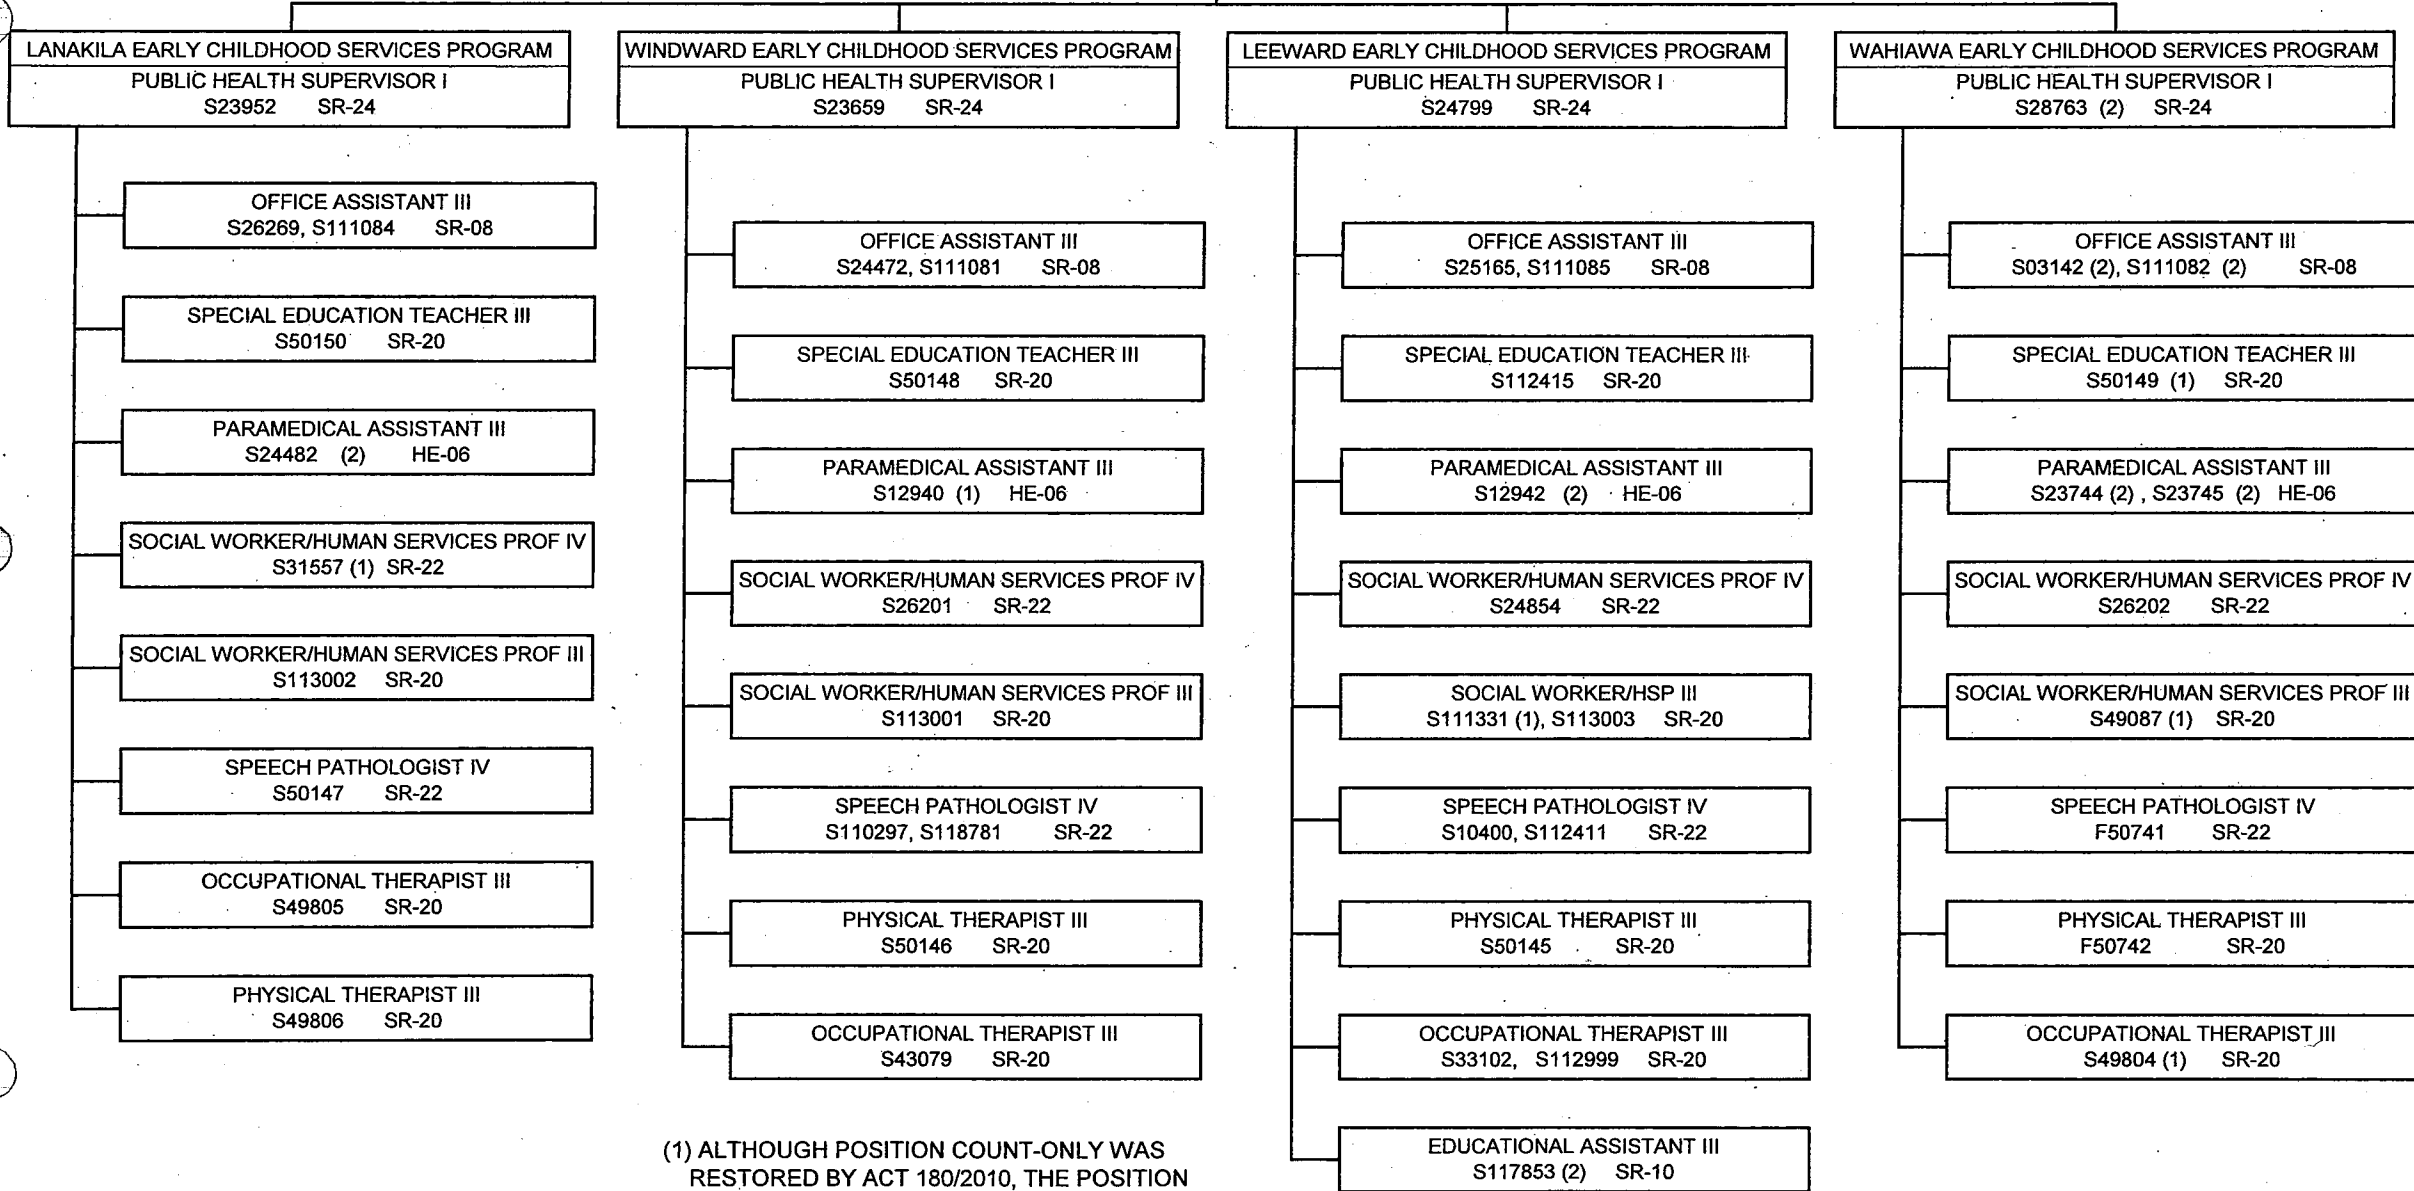 LANAKILA EARLY CHILDHOOD SERVICES PROGRAM
PUBLIC HEALTH SUPERVISOR I
S23952 SR-24
OFFICE ASSISTANT III
S26269, S111084 SR-08
SPECIAL EDUCATION TEACHER III
S50150 SR-20
PARAMEDICAL ASSISTANT III
S24482 (2) HE-06
SOCIAL WORKER/HUMAN SERVICES PROF IV
S31557 (1) SR-22
SOCIAL WORKER/HUMAN SERVICES PROF III
S113002 SR-20
SPEECH PATHOLOGIST IV
S50147 SR-22
OCCUPATIONAL THERAPIST III
S49805 SR-20
PHYSICAL THERAPIST III
S49806 SR-20
WINDWARD EARLY CHILDHOOD SERVICES PROGRAM
PUBLIC HEALTH SUPERVISOR I
S23659 SR-24
OFFICE ASSISTANT III
S24472, S111081 SR-08
SPECIAL EDUCATION TEACHER III
S50148 SR-20
PARAMEDICAL ASSISTANT III
S12940 (1) HE-06
SOCIAL WORKER/HUMAN SERVICES PROF IV
S26201 SR-22
SOCIAL WORKER/HUMAN SERVICES PROF III
S113001 SR-20
SPEECH PATHOLOGIST IV
S110297, S118781 SR-22
PHYSICAL THERAPIST III
S50146 SR-20
OCCUPATIONAL THERAPIST III
S43079 SR-20
(1) ALTHOUGH POSITION COUNT-ONLY WAS
RESTORED BY ACT 180/2010, THE POSITION
LEEWARD EARLY CHILDHOOD SERVICES PROGRAM
PUBLIC HEALTH SUPERVISOR I
S24799 SR-24
OFFICE ASSISTANT III
S25165, S111085 SR-08
SPECIAL EDUCATION TEACHER III
S112415 SR-20
PARAMEDICAL ASSISTANT III
S12942 (2) HE-06
SOCIAL WORKER/HUMAN SERVICES PROF IV
S24854 SR-22
SOCIAL WORKER/HSP III
S111331 (1), S113003 SR-20
SPEECH PATHOLOGIST IV
S10400, S112411 SR-22
PHYSICAL THERAPIST III
S50145 SR-20
OCCUPATIONAL THERAPIST III
S33102, S112999 SR-20
EDUCATIONAL ASSISTANT III
S117853 (2) SR-10
WAHIAWA EARLY CHILDHOOD SERVICES PROGRAM
PUBLIC HEALTH SUPERVISOR I
S28763 (2) SR-24
OFFICE ASSISTANT III
S03142 (2), S111082 (2) SR-08
SPECIAL EDUCATION TEACHER III
S50149 (1) SR-20
PARAMEDICAL ASSISTANT III
S23744 (2) , S23745 (2) HE-06
SOCIAL WORKER/HUMAN SERVICES PROF IV
S26202 SR-22
SOCIAL WORKER/HUMAN SERVICES PROF III
S49087 (1) SR-20
SPEECH PATHOLOGIST IV
F50741 SR-22
PHYSICAL THERAPIST III
F50742 SR-20
OCCUPATIONAL THERAPIST III
S49804 (1) SR-20